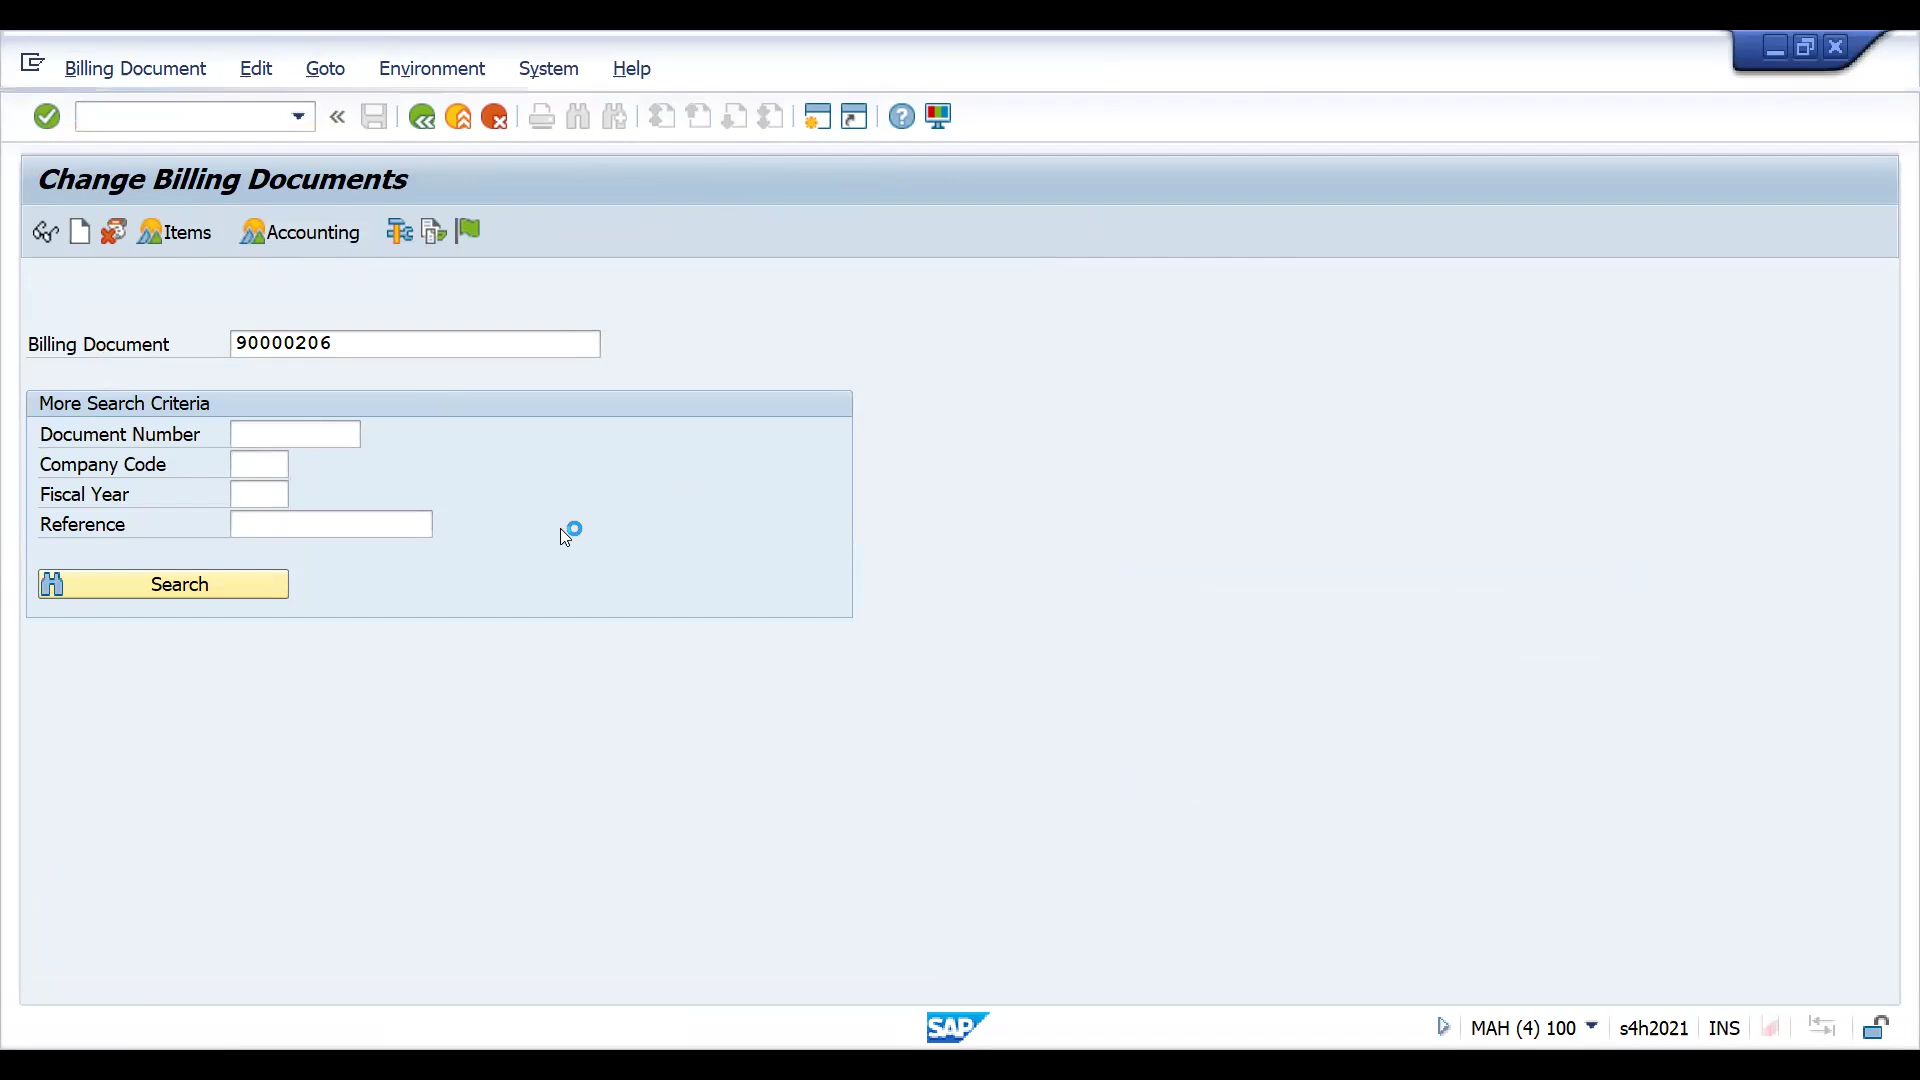 Billing Document Edit Goto Environment System Help
Change Billing Documents
Items Accounting
Billing Document 90000206
More Search Criteria
Document Number
Company Code
Fiscal Year
Reference
Search
SAP MAH (4) 100 s4h2021 INS